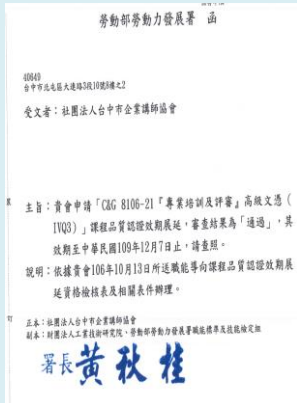 勞動部勞動力發展署 函
40649
台中市北屯區大連路3段10號8樓之2
受文者:社團法人台中市企業講師協會
主旨:貴會申請「C&G 8106-21『專業培訓及評審』高級文憑(
IVQ3)」課程品質認證效期展延,審查結果為「通過」,其
效期至中華民國109年12月7日止,請查照。
說明:依據貴會106年10月13日所送職能導向課程品質認證效期展
延資格檢核表及相關表件辦理。
正本:社團法人台中市企業講師協會
副本:財團法人工業技術研究院、勞動部勞動力發展署職能標準及技能檢定組
署長黃秋桂